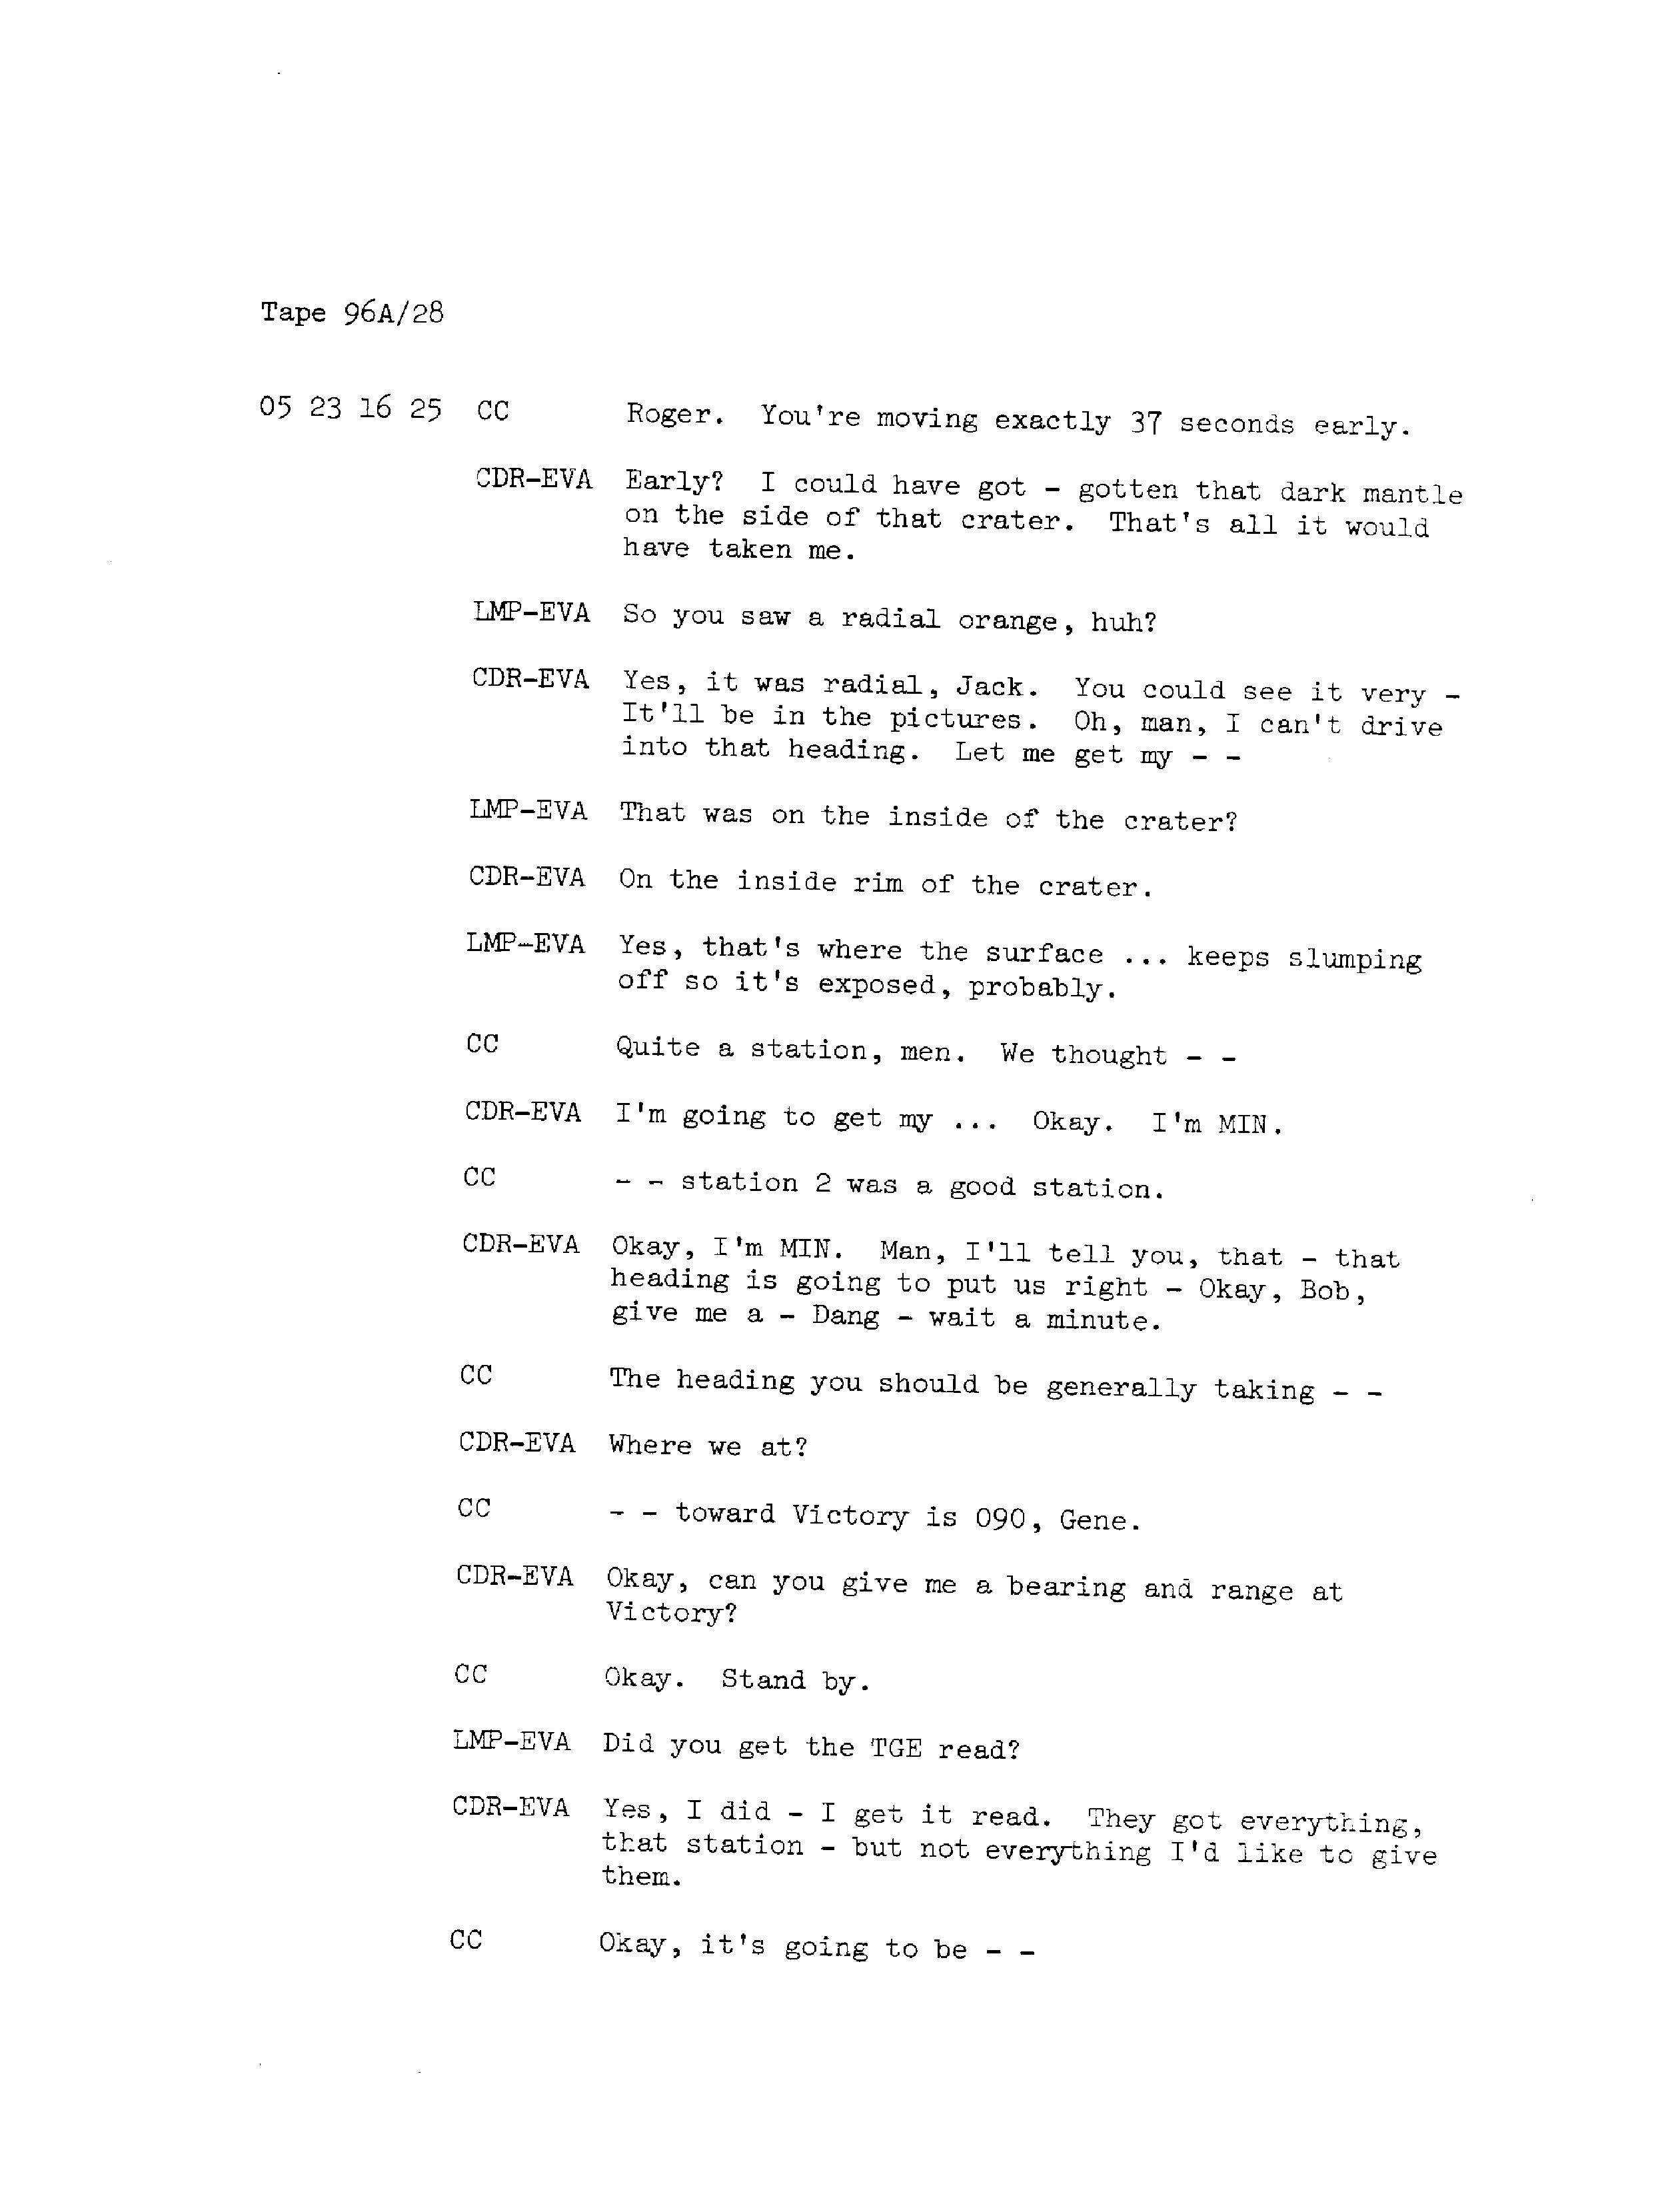 Tape 96A/28
05 23 16 25 CC Roger. You're moving exactly 37 seconds early.
CDR-EVA Early? I could have got - gotten that dark mantle
on the side of that crater. That's all it would
have taken me.
LMP-EVA So you saw a radial orange, huh?
CDR-EVA Yes, it was radial, Jack. You could see it very -
It'll be in the pictures. Oh, man, I can't drive
into that heading. Let me get my - -
LMP-EVA That was on the inside of the crater?
CDR-EVA On the inside rim of the crater.
LMP-EVA Yes, that's where the surface ... keeps slumping
off so it's exposed, probably.
CC Quite a station, men. We thought - -
CDR-EVA I'm going to get my ... Okay. I'm MIN.
CC - - station 2 was a good station.
CDR-EVA Okay, I'm MIN. Man, I'll tell you, that - that
heading is going to put us right - Okay, Bob,
give me a - Dang - wait a minute.
CC The heading you should be generally taking - -
CDR-EVA Where we at?
CC - - toward Victory is 090, Gene.
CDR-EVA Okay, can you give me a bearing and range at
Victory?
CC Okay. Stand by.
LMP-EVA Did you get the TGE read?
CDR-EVA Yes, I did - I get it read. They got everything,
that station - but not everything I'd like to give
them.
CC Okay, it's going to be - -